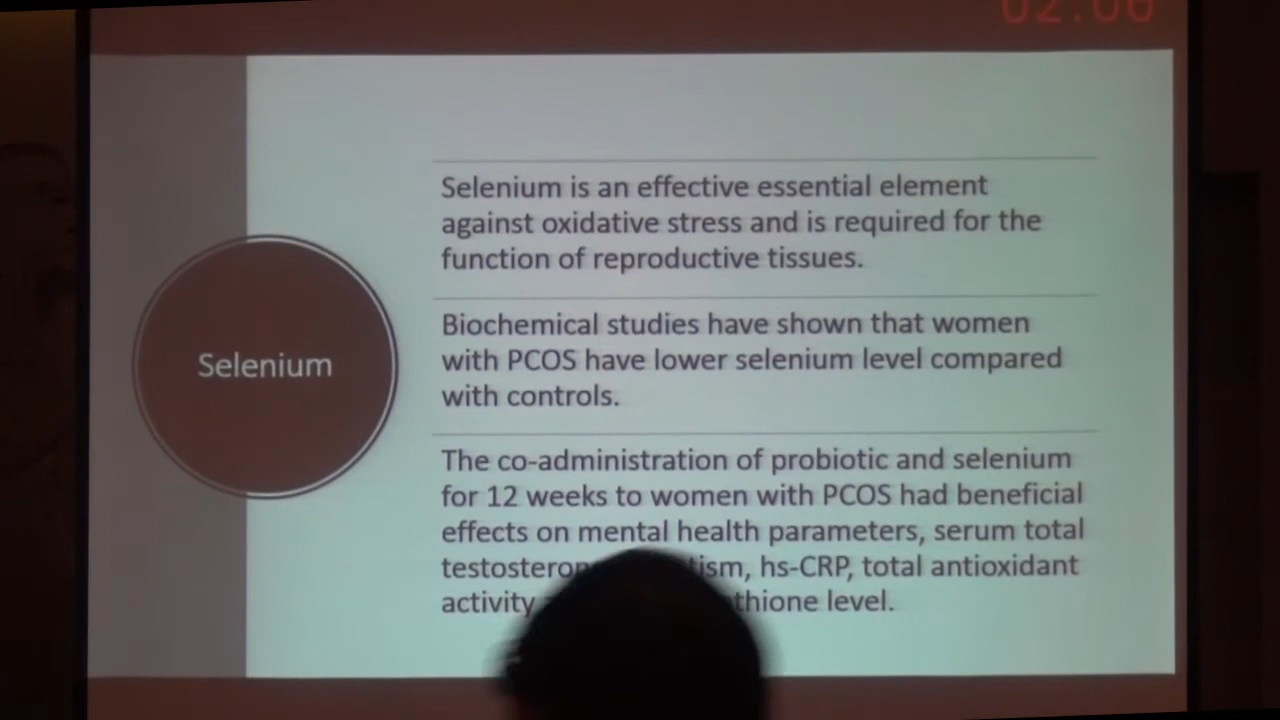 02:06
Selenium
Selenium is an effective essential element
against oxidative stress and is required for the
function of reproductive tissues.
Biochemical studies have shown that women
with PCOS have lower selenium level compared
with controls.
The co-administration of probiotic and selenium
for 12 weeks to women with PCOS had beneficial
effects on mental health parameters, serum total
hs-CRP, total antioxidant
activity level.